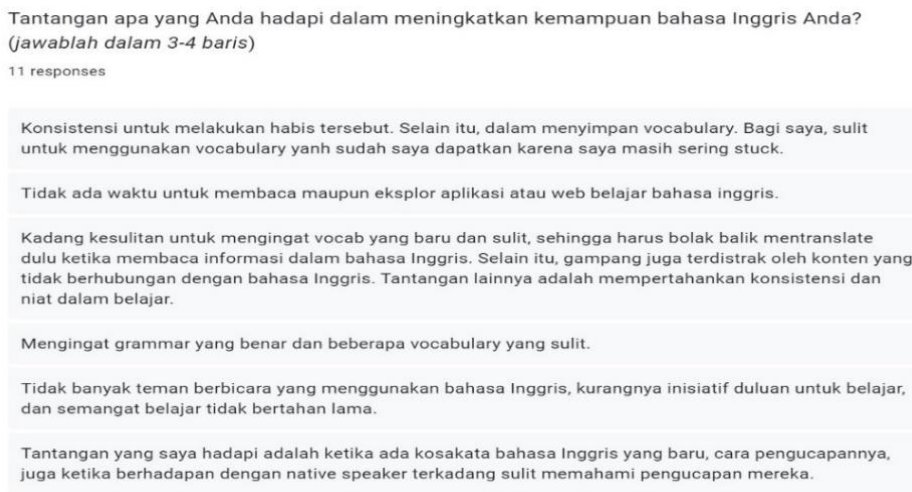 Tantangan apa yang Anda hadapi dalam meningkatkan kemampuan bahasa Inggris Anda?
(jawablah dalam 3-4 baris)
11 responses
Konsistensi untuk melakukan habis tersebut. Selain itu, dalam menyimpan vocabulary. Bagi saya, sulit
untuk menggunakan vocabulary yanh sudah saya dapatkan karena saya masih sering stuck.
Tidak ada waktu untuk membaca maupun eksplor aplikasi atau web belajar bahasa inggris.
Kadang kesulitan untuk mengingat vocab yang baru dan sulit, sehingga harus bolak balik mentranslate
dulu ketika membaca informasi dalam bahasa Inggris. Selain itu, gampang juga terdistrak oleh konten yang
tidak berhubungan dengan bahasa Inggris. Tantangan lainnya adalah mempertahankan konsistensi dan
niat dalam belajar.
Mengingat grammar yang benar dan beberapa vocabulary yang sulit.
Tidak banyak teman berbicara yang menggunakan bahasa Inggris, kurangnya inisiatif duluan untuk belajar,
dan semangat belajar tidak bertahan lama.
Tantangan yang saya hadapi adalah ketika ada kosakata bahasa Inggris yang baru, cara pengucapannya,
juga ketika berhadapan dengan native speaker terkadang sulit memahami pengucapan mereka.